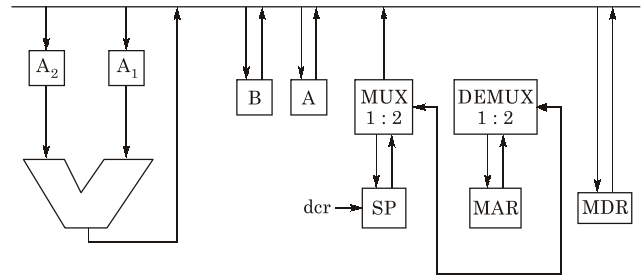 A₂
A₁
B
A
MUX
1 : 2
DEMUX
1 : 2
dcr
SP
MAR
MDR